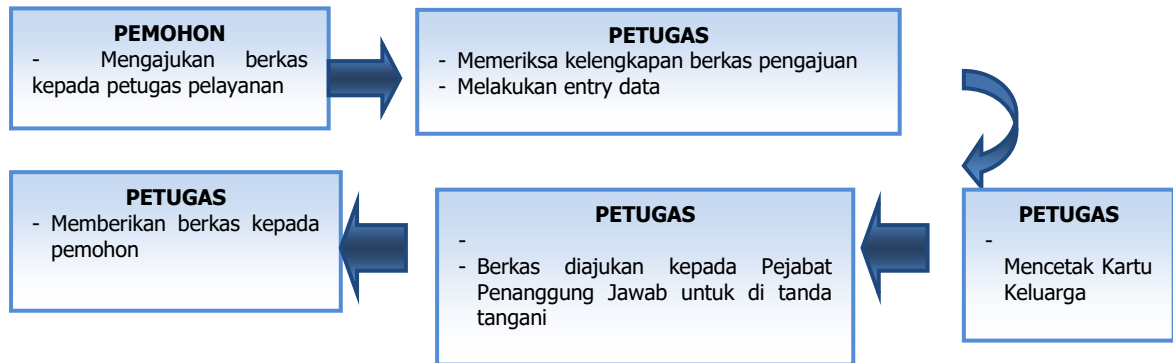 PEMOHON
- Mengajukan berkas
kepada petugas pelayanan
PETUGAS
- Memeriksa kelengkapan berkas pengajuan
- Melakukan entry data
PETUGAS
-
Mencetak Kartu
Keluarga
PETUGAS
-
- Berkas diajukan kepada Pejabat
Penanggung Jawab untuk di tanda
tangani
PETUGAS
- Memberikan berkas kepada
pemohon